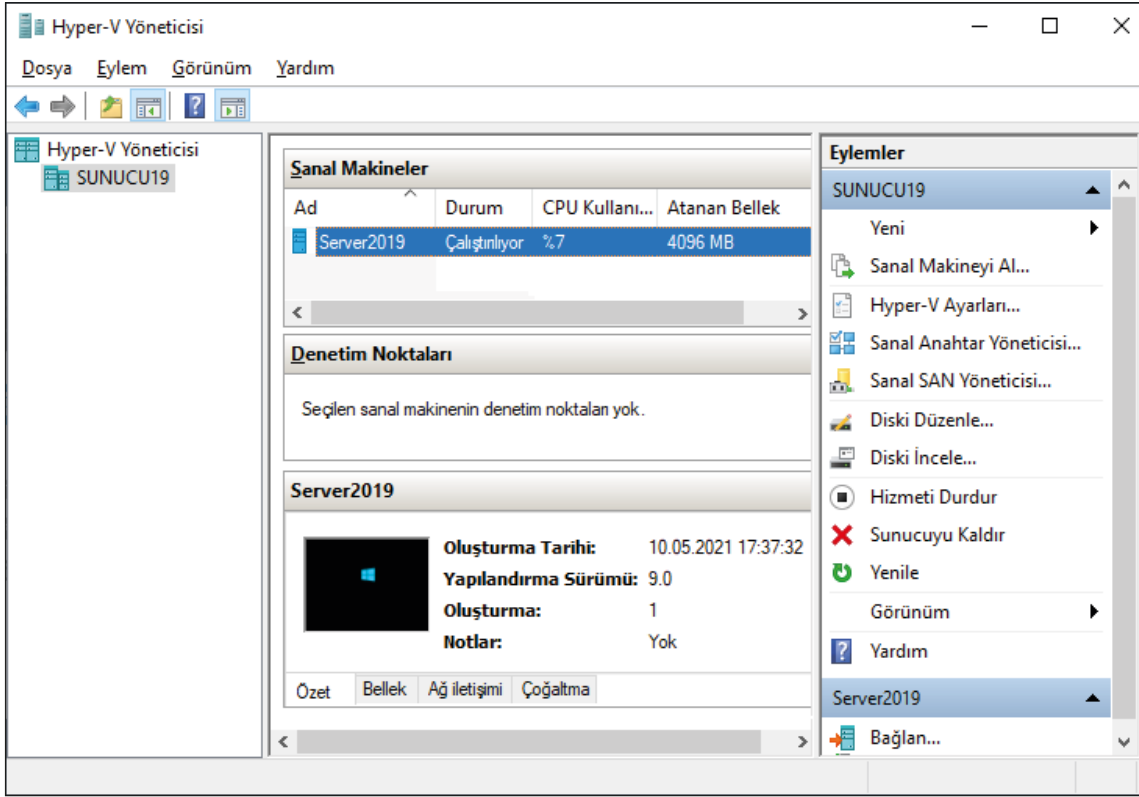 Hyper-V Yöneticisi
Dosya Eylem Görünüm Yardım
Hyper-V Yöneticisi
SUNUCU19
Sanal Makineler
Ad Durum CPU Kullanı... Atanan Bellek
Server2019 Çalıştırılıyor %7 4096 MB
Denetim Noktaları
Seçilen sanal makinenin denetim noktaları yok.
Server2019
Oluşturma Tarihi: 10.05.2021 17:37:32
Yapılandırma Sürümü: 9.0
Oluşturma: 1
Notlar: Yok
Özet Bellek Ağ iletişimi Çoğaltma
Eylemler
SUNUCU19
Yeni
Sanal Makineyi Al...
Hyper-V Ayarları...
Sanal Anahtar Yöneticisi...
Sanal SAN Yöneticisi...
Diski Düzenle...
Diski İncele...
Hizmeti Durdur
Sunucuyu Kaldır
Yenile
Görünüm
Yardım
Server2019
Bağlan...